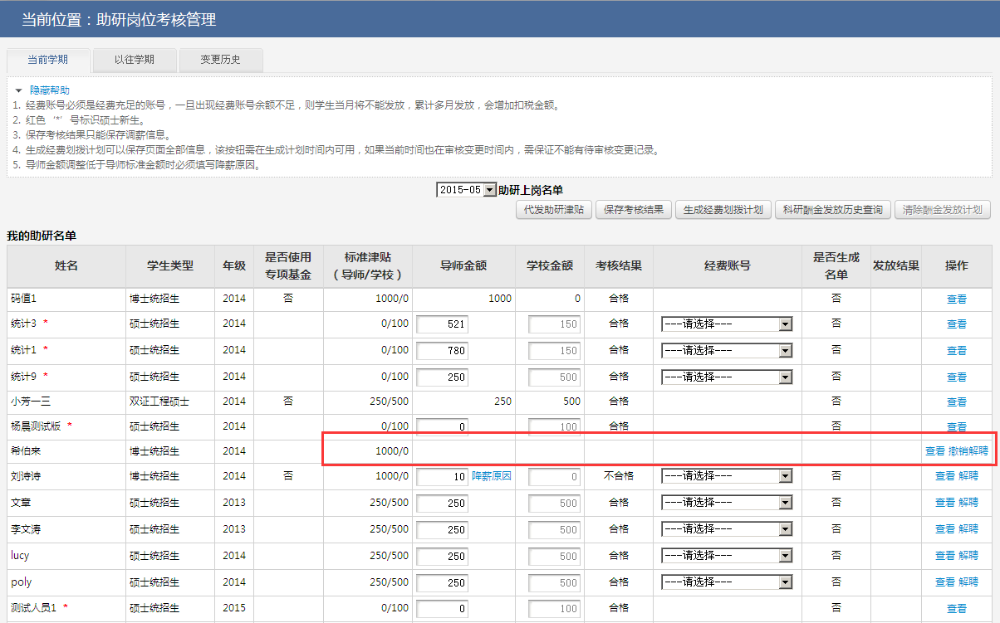 当前位置：助研岗位考核管理
当前学期 以往学期 变更历史
隐藏帮助
1. 经费账号必须是经费充足的账号，一旦出现经费账号余额不足，则学生当月将不能发放，累计多月发放，会增加扣税金额。
2. 红色 ‘*’ 号标识硕士新生。
3. 保存考核结果只能保存调薪信息。
4. 生成经费划拨计划可以保存页面全部信息，该按钮需在生成计划时间内可用，如果当前时间也在审核变更时间内，需保证不能有待审核变更记录。
5. 导师金额调整低于导师标准金额时必须填写降薪原因。
2015-05 助研上岗名单
代发助研津贴 保存考核结果 生成经费划拨计划 科研酬金发放历史查询 清除酬金发放计划
我的助研名单
姓名 学生类型 年级 是否使用专项基金 标准津贴（导师/学校） 导师金额 学校金额 考核结果 经费账号 是否生成名单 发放结果 操作
码值1 博士统招生 2014 否 1000/0 1000 0 合格 否 查看
统计3 * 硕士统招生 2014 0/100 521 150 合格 ---请选择--- 否 查看
统计1 * 硕士统招生 2014 0/100 780 150 合格 ---请选择--- 否 查看
统计9 * 硕士统招生 2014 0/100 250 500 合格 ---请选择--- 否 查看
小芳一三 双证工程硕士 2014 否 250/500 250 500 合格 否 查看
杨晨测试版 * 硕士统招生 2014 0/100 0 100 合格 否 查看
希伯来 博士统招生 2014 1000/0 查看 撤销解聘
刘诗诗 博士统招生 2014 否 1000/0 10 降薪原因 0 不合格 ---请选择--- 否 查看 解聘
文章 硕士统招生 2013 250/500 250 500 合格 ---请选择--- 否 查看 解聘
李文涛 硕士统招生 2013 250/500 250 500 合格 ---请选择--- 否 查看 解聘
lucy 硕士统招生 2014 250/500 250 500 合格 ---请选择--- 否 查看 解聘
poly 硕士统招生 2014 250/500 250 500 合格 ---请选择--- 否 查看 解聘
测试人员1 * 硕士统招生 2015 0/100 0 100 合格 否 查看